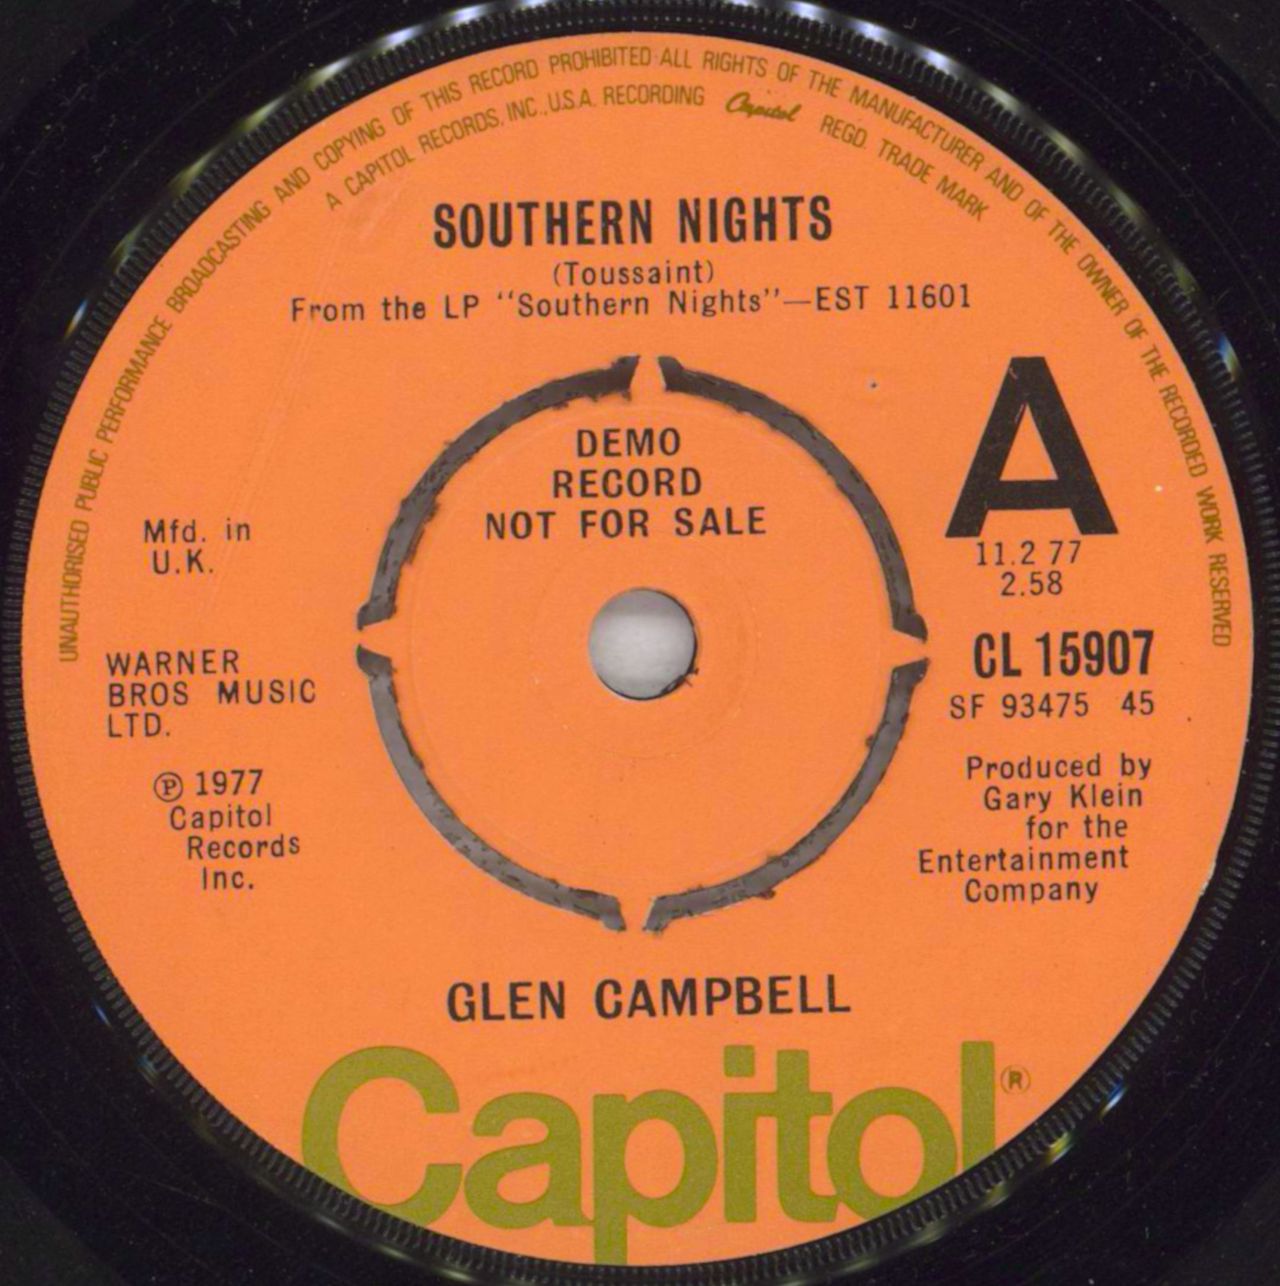 UNAUTHORISED PUBLIC PERFORMANCE BROADCASTING AND COPYING OF THIS RECORD PROHIBITED·ALL RIGHTS OF THE MANUFACTURER AND OF THE OWNER OF THE RECORDED WORK RESERVED
A CAPITOL RECORDS, INC., U.S.A. RECORDING Capitol REGD. TRADE MARK
SOUTHERN NIGHTS
(Toussaint)
From the LP "Southern Nights"—EST 11601
DEMO
RECORD
NOT FOR SALE
A
11.2 77
2.58
CL 15907
SF 93475 45
Produced by
Gary Klein
for the
Entertainment
Company
Mfd. in
U.K.
WARNER
BROS MUSIC
LTD.
℗ 1977
Capitol
Records
Inc.
GLEN CAMPBELL
Capitol®